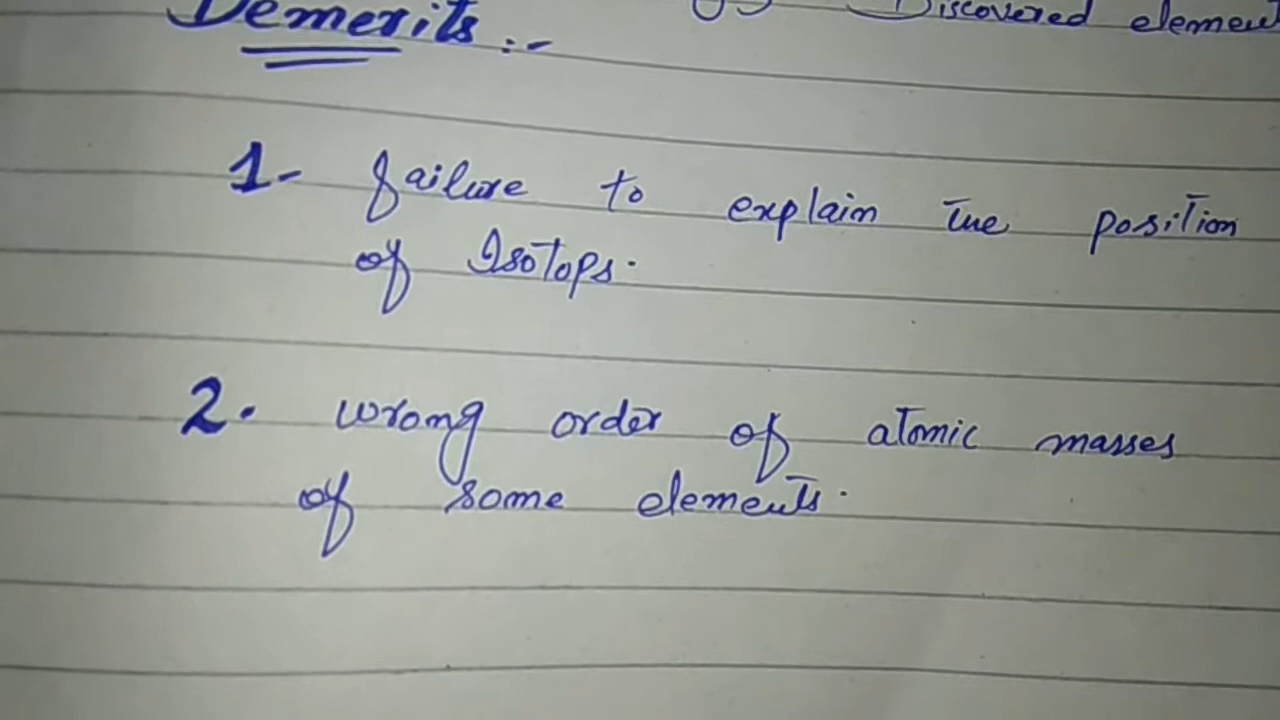 Discovered element
Demerits :-
1- failure to explain the position
of Isotops.
2. wrong order of atomic masses
of some elements.